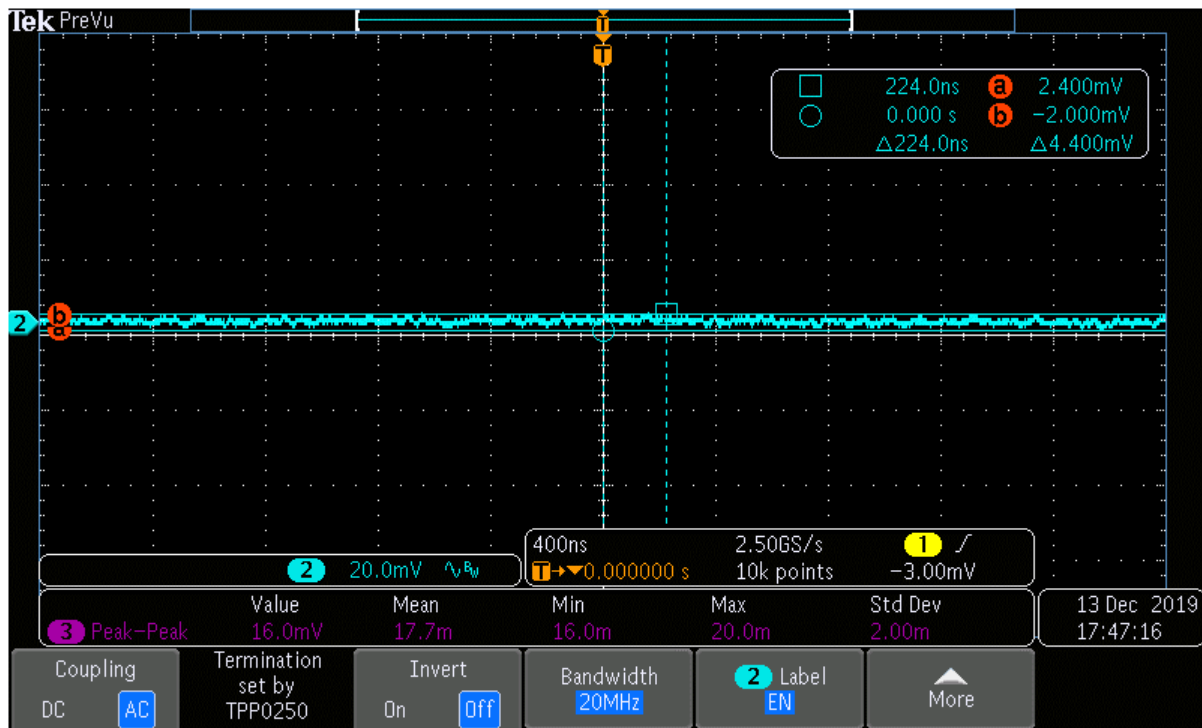 Tek PreVu
T
T
224.0ns a 2.400mV
0.000 s b −2.000mV
△224.0ns △4.400mV
b
2
a
400ns 2.50GS/s 1
2 20.0mV BW T→▼0.000000 s 10k points −3.00mV
Value Mean Min Max Std Dev 13 Dec 2019
3 Peak−Peak 16.0mV 17.7m 16.0m 20.0m 2.00m 17:47:16
Coupling
DC AC
Termination
set by
TPP0250
Invert
On Off
Bandwidth
20MHz
2 Label
EN
More